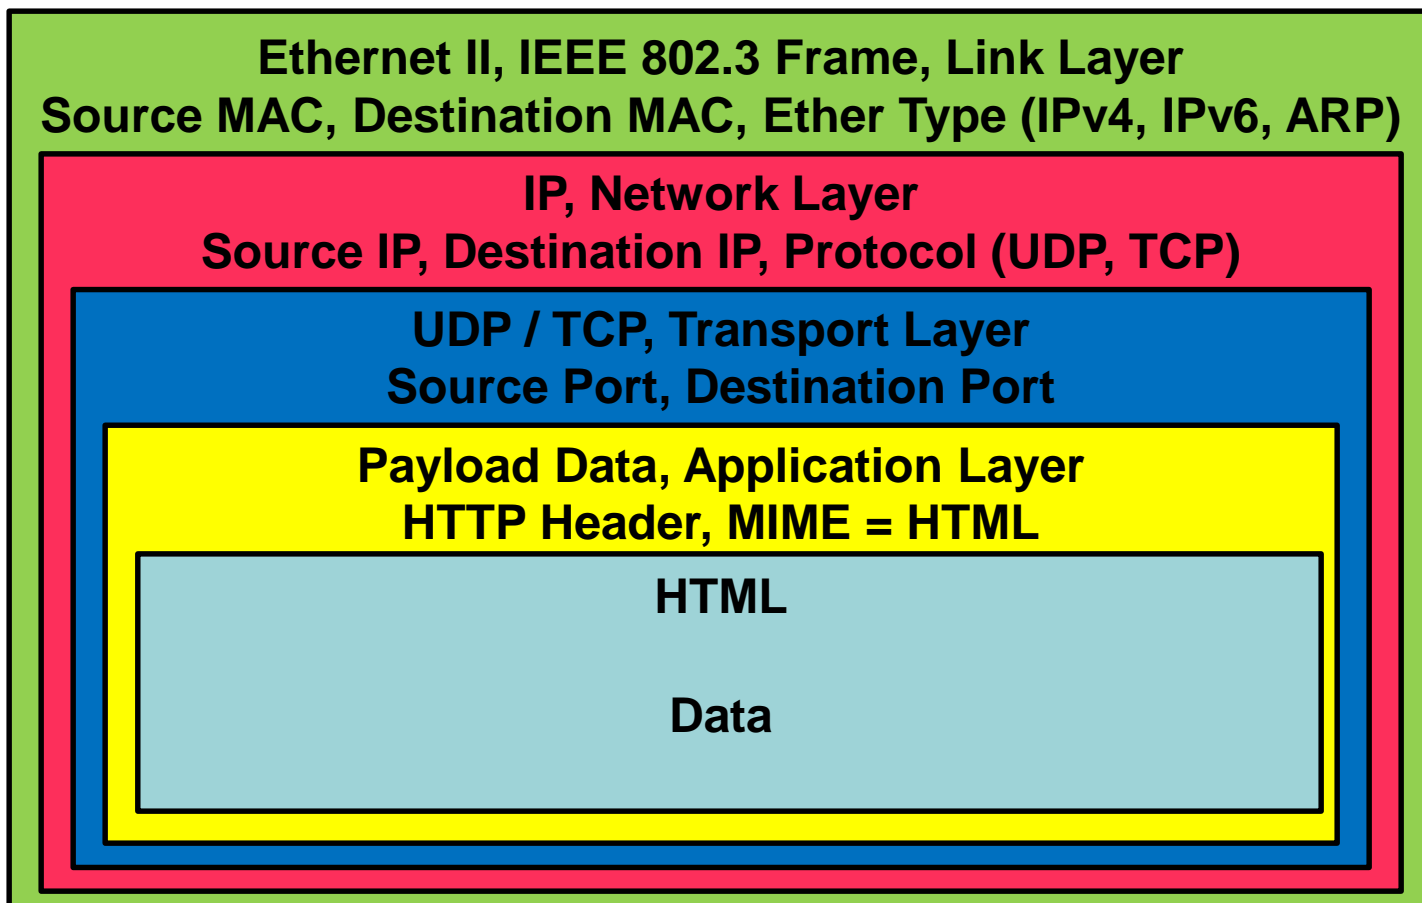 Ethernet II, IEEE 802.3 Frame, Link Layer
Source MAC, Destination MAC, Ether Type (IPv4, IPv6, ARP)
IP, Network Layer
Source IP, Destination IP, Protocol (UDP, TCP)
UDP / TCP, Transport Layer
Source Port, Destination Port
Payload Data, Application Layer
HTTP Header, MIME = HTML
HTML
Data